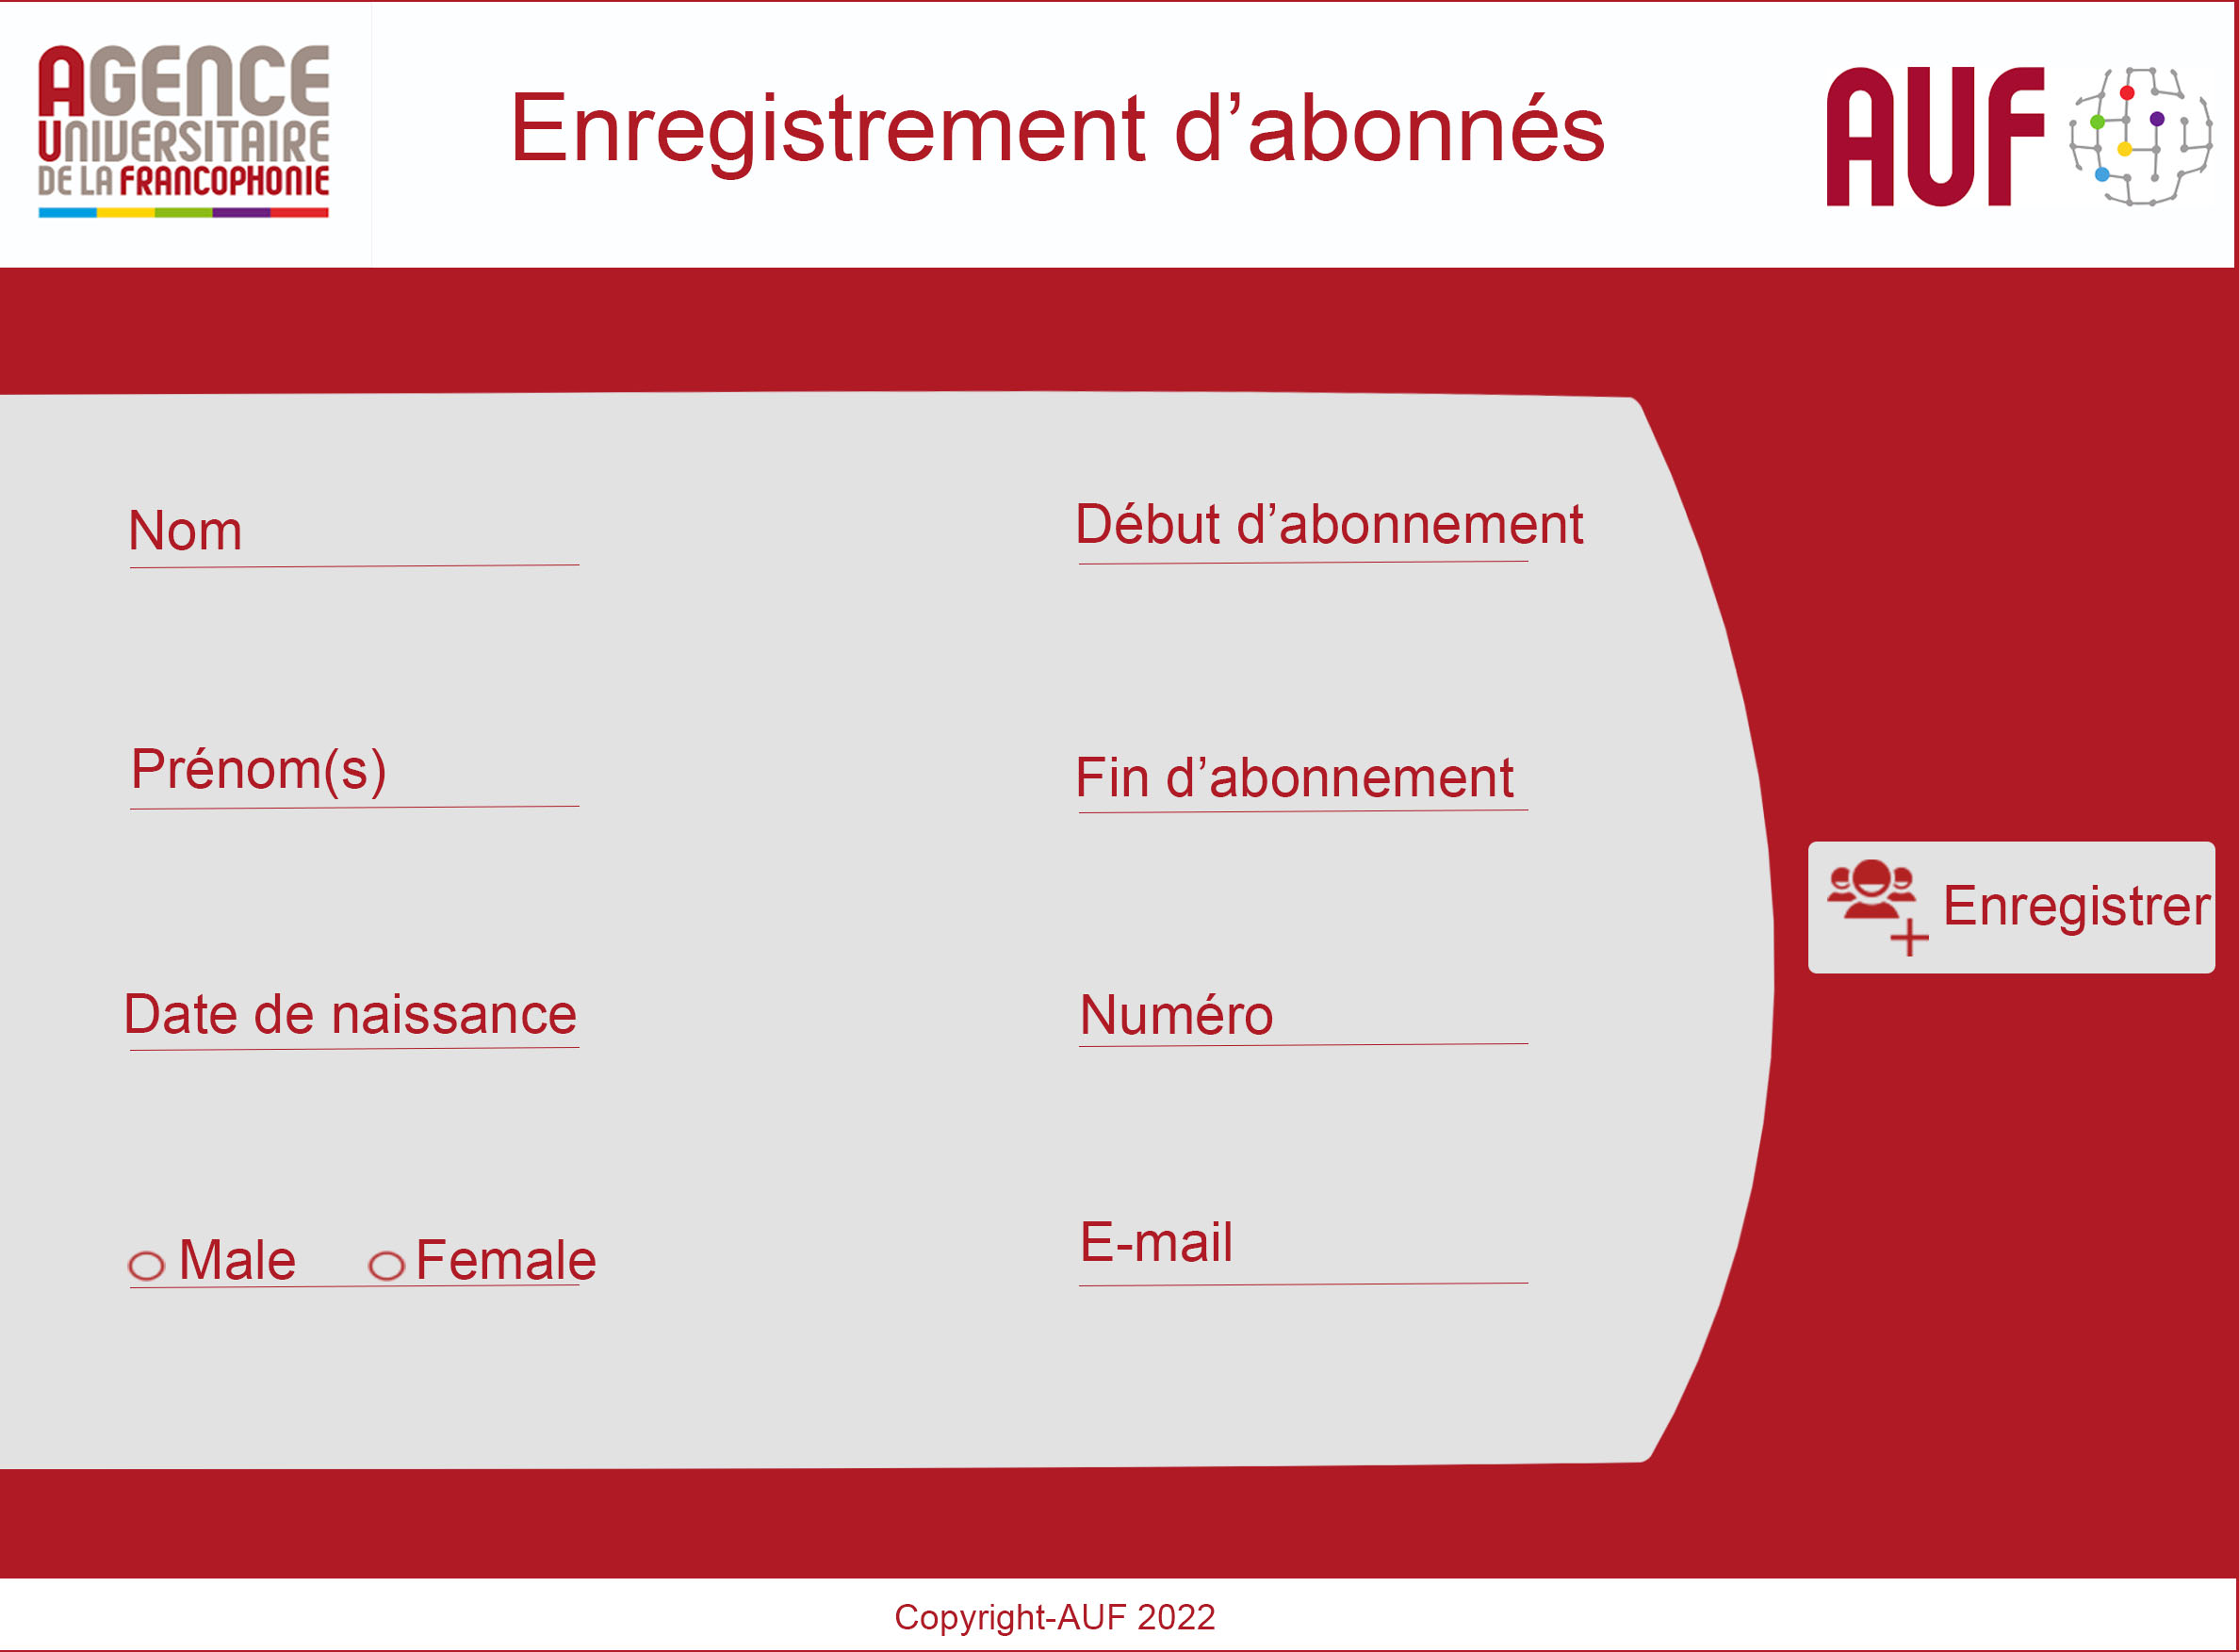 AGENCE
UNIVERSITAIRE
DE LA FRANCOPHONIE
Enregistrement d’abonnés
AUF
Nom
Début d’abonnement
Prénom(s)
Fin d’abonnement
Enregistrer
Date de naissance
Numéro
Male
Female
E-mail
Copyright-AUF 2022